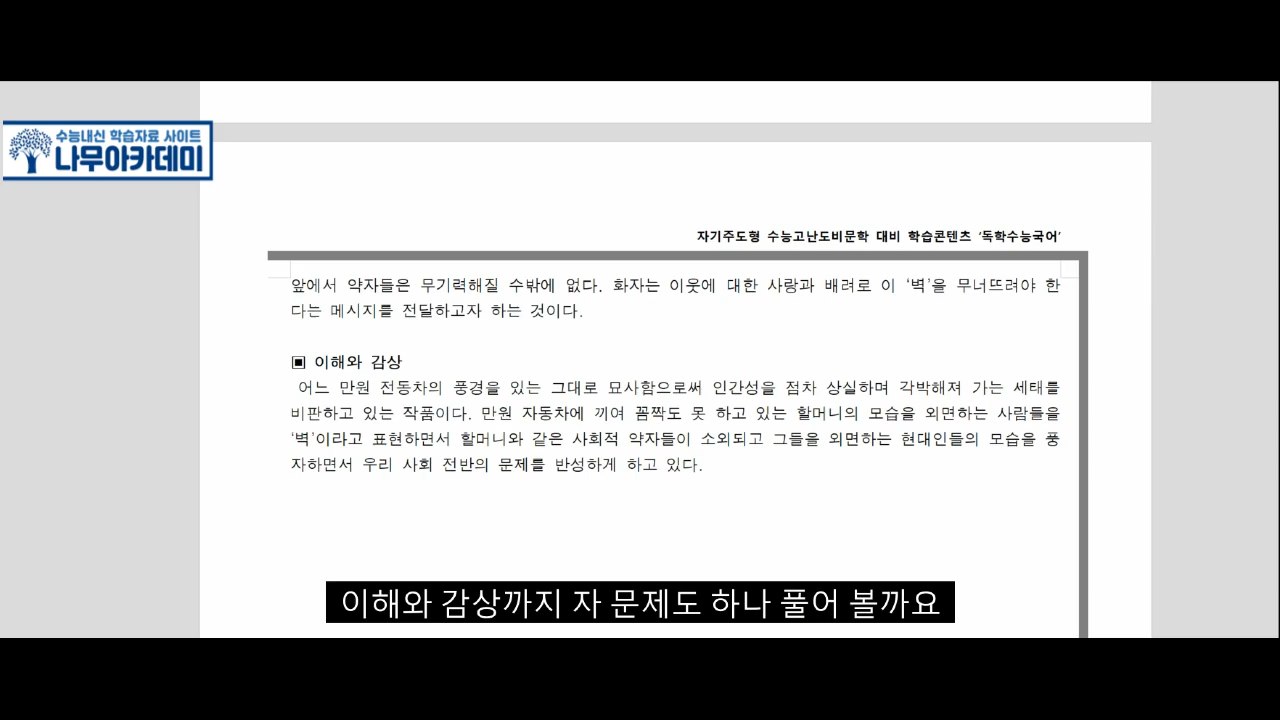 수능내신 학습자료 사이트
나무아카데미
자기주도형 수능고난도비문학 대비 학습콘텐츠 '독학수능국어'
앞에서 약자들은 무기력해질 수밖에 없다. 화자는 이웃에 대한 사랑과 배려로 이 '벽'을 무너뜨려야 한
다는 메시지를 전달하고자 하는 것이다.
▣ 이해와 감상
어느 만원 전동차의 풍경을 있는 그대로 묘사함으로써 인간성을 점차 상실하며 각박해져 가는 세태를
비판하고 있는 작품이다. 만원 자동차에 끼여 꼼짝도 못 하고 있는 할머니의 모습을 외면하는 사람들을
'벽'이라고 표현하면서 할머니와 같은 사회적 약자들이 소외되고 그들을 외면하는 현대인들의 모습을 풍
자하면서 우리 사회 전반의 문제를 반성하게 하고 있다.
이해와 감상까지 자 문제도 하나 풀어 볼까요